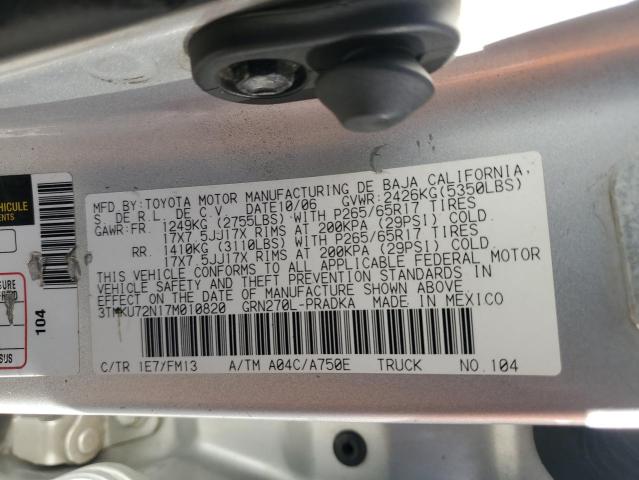 MFD BY: TOYOTA MOTOR MANUFACTURING DE BAJA CALIFORNIA,
S DE R.L. DE C.V DATE10/06 GVWR: 2426KG(5350LBS)
GAWR:FR. 1249KG (2755LBS) WITH P265/65R17 TIRES
17X7 5JJ17X RIMS AT 200KPA (29PSI) COLD.
RR. 1410KG (3110LBS) WITH P265/65R17 TIRES
17X7 5JJ17X RIMS AT 200KPA (29PSI) COLD
THIS VEHICLE CONFORMS TO ALL APPLICABLE FEDERAL MOTOR
VEHICLE SAFETY AND THEFT PREVENTION STANDARDS IN
EFFECT ON THE DATE OF MANUFACTURE SHOWN ABOVE.
3TMKU72N17M010820 GRN270L-PRADKA MADE IN MEXICO
C/TR 1E7/FM13 A/TM A04C/A750E TRUCK NO.104
HICULE
ENTS
104
SURE
SUS